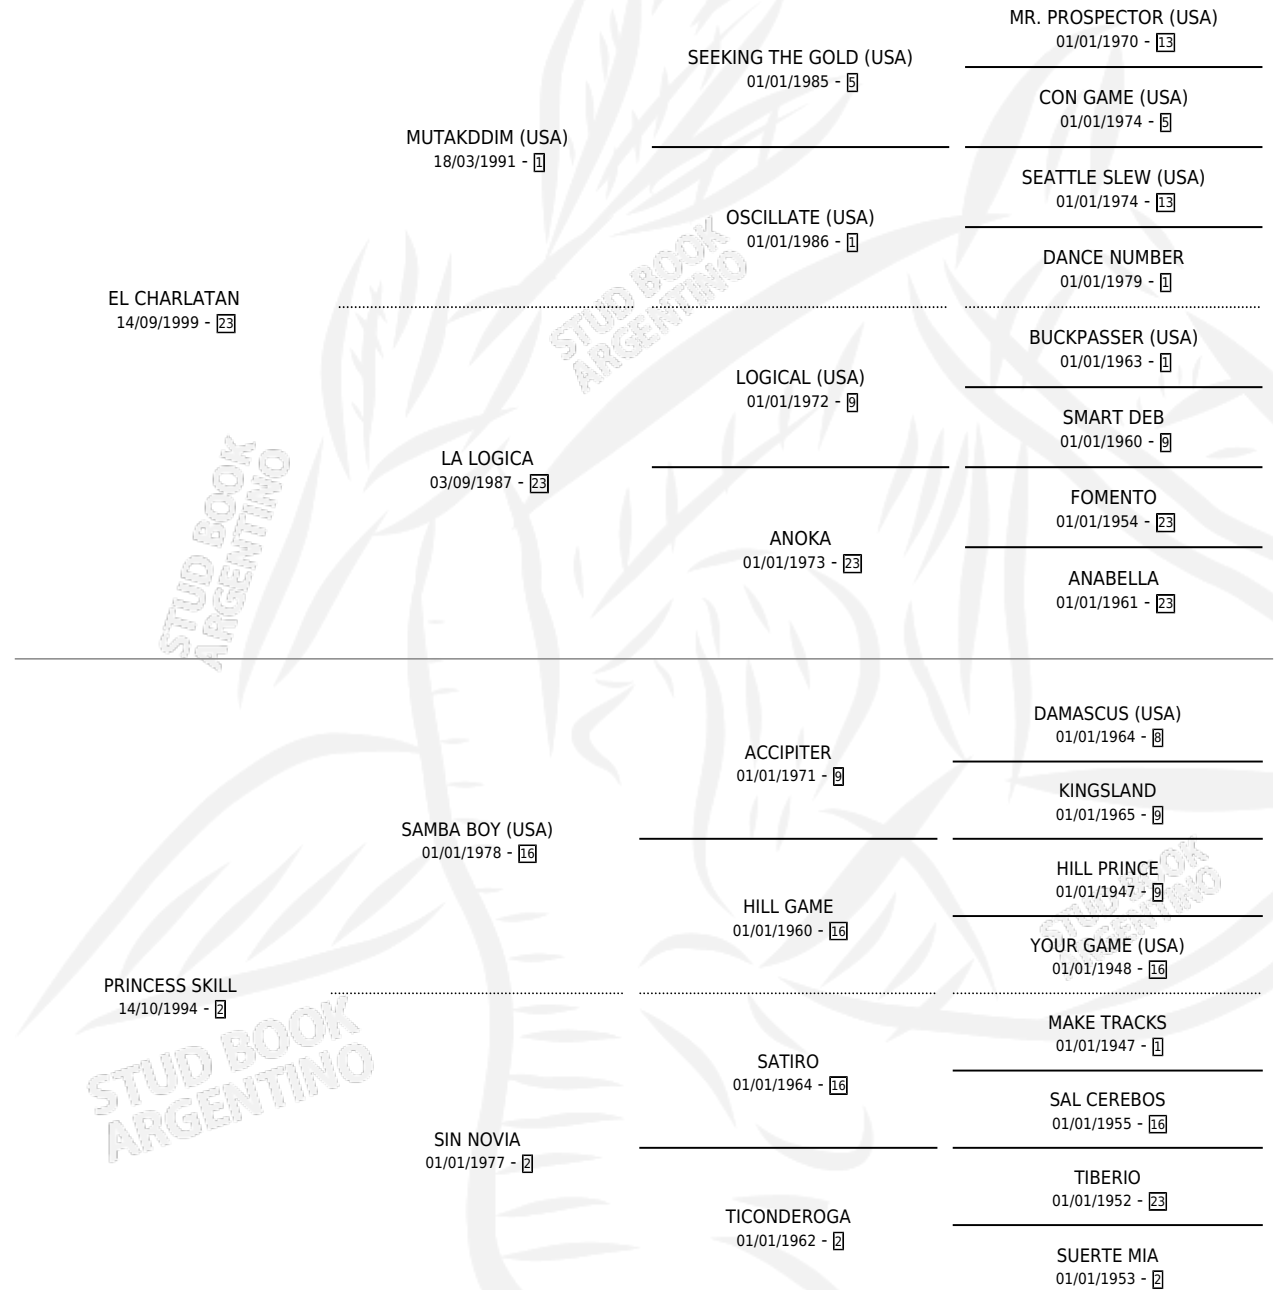 MR. PROSPECTOR (USA)
01/01/1970 - 13
SEEKING THE GOLD (USA)
01/01/1985 - 5
CON GAME (USA)
01/01/1974 - 5
MUTAKDDIM (USA)
18/03/1991 - 1
SEATTLE SLEW (USA)
01/01/1974 - 13
OSCILLATE (USA)
01/01/1986 - 1
DANCE NUMBER
01/01/1979 - 1
EL CHARLATAN
14/09/1999 - 23
BUCKPASSER (USA)
01/01/1963 - 1
LOGICAL (USA)
01/01/1972 - 9
SMART DEB
01/01/1960 - 9
LA LOGICA
03/09/1987 - 23
FOMENTO
01/01/1954 - 23
ANOKA
01/01/1973 - 23
ANABELLA
01/01/1961 - 23
STUD BOOK
ARGENTINO
STUD BOOK
ARGENTINO
DAMASCUS (USA)
01/01/1964 - 8
ACCIPITER
01/01/1971 - 9
KINGSLAND
01/01/1965 - 9
SAMBA BOY (USA)
01/01/1978 - 16
HILL PRINCE
01/01/1947 - 9
HILL GAME
01/01/1960 - 16
YOUR GAME (USA)
01/01/1948 - 16
STUD BOOK
ARGENTINO
PRINCESS SKILL
14/10/1994 - 2
MAKE TRACKS
01/01/1947 - 1
SATIRO
01/01/1964 - 16
SAL CEREBOS
01/01/1955 - 16
SIN NOVIA
01/01/1977 - 2
TIBERIO
01/01/1952 - 23
TICONDEROGA
01/01/1962 - 2
SUERTE MIA
01/01/1953 - 2
STUD BOOK
ARGENTINO